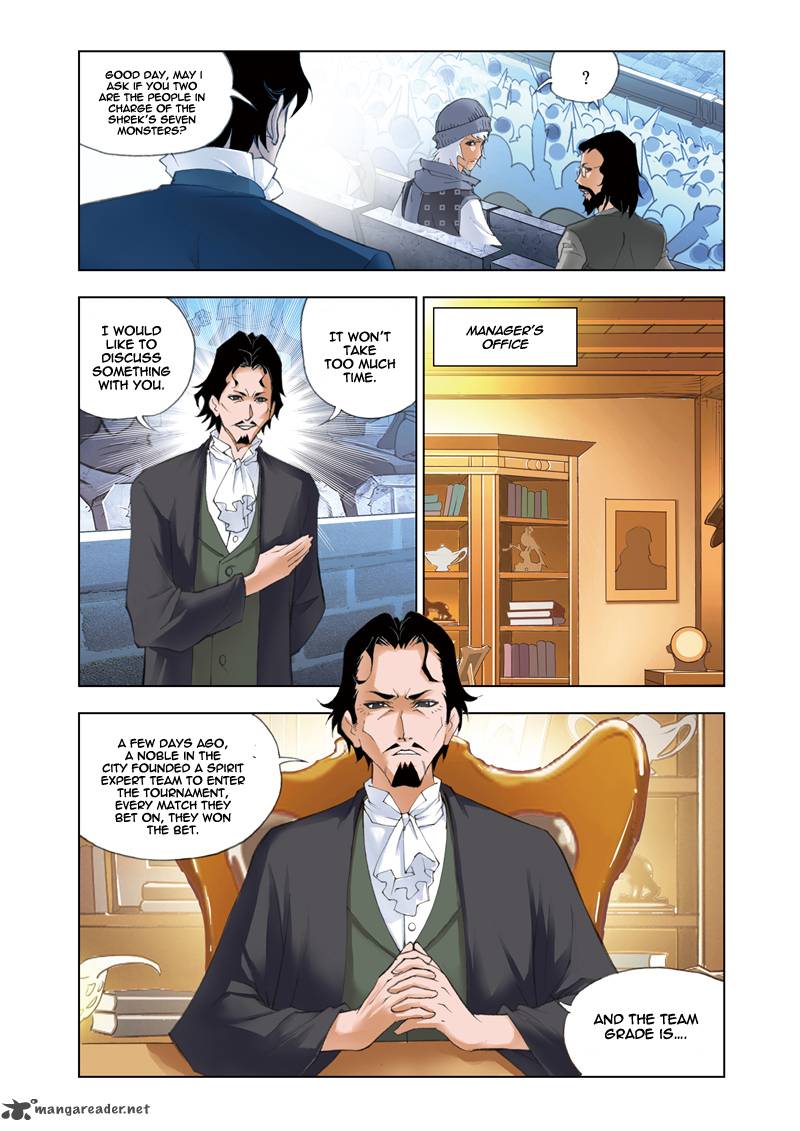 GOOD DAY, MAY I
ASK IF YOU TWO
ARE THE PEOPLE IN
CHARGE OF THE
SHREK'S SEVEN
MONSTERS?
?
I WOULD
LIKE TO
DISCUSS
SOMETHING
WITH YOU.
IT WON'T
TAKE
TOO MUCH
TIME.
MANAGER'S
OFFICE
A FEW DAYS AGO,
A NOBLE IN THE
CITY FOUNDED A SPIRIT
EXPERT TEAM TO ENTER
THE TOURNAMENT,
EVERY MATCH THEY
BET ON, THEY WON
THE BET.
AND THE TEAM
GRADE IS....
mangareader.net